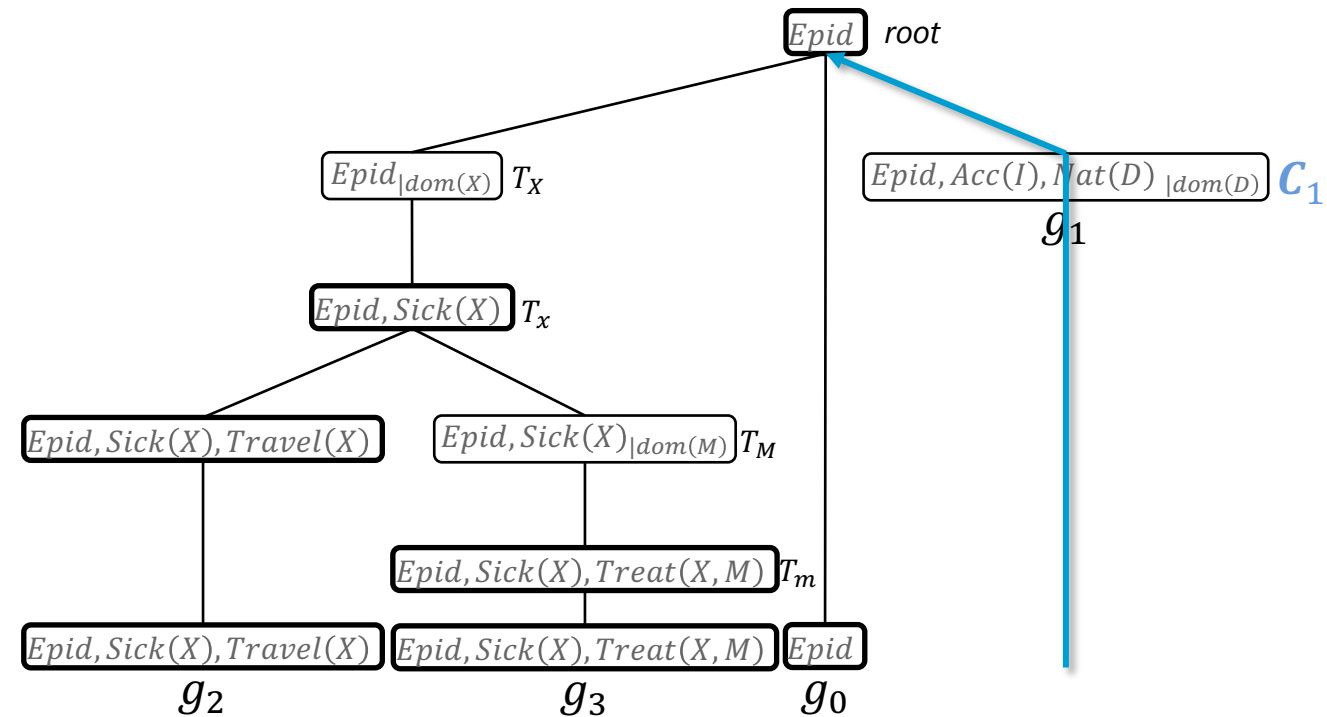 Epid root
Epid|dom(X) T_X
Epid, Acc(I), Nat(D) |dom(D) C_1
g_1
Epid, Sick(X) T_x
Epid, Sick(X), Travel(X)
Epid, Sick(X)|dom(M) T_M
Epid, Sick(X), Treat(X, M) T_m
Epid, Sick(X), Travel(X)
Epid, Sick(X), Treat(X, M)
Epid
g_2
g_3
g_0